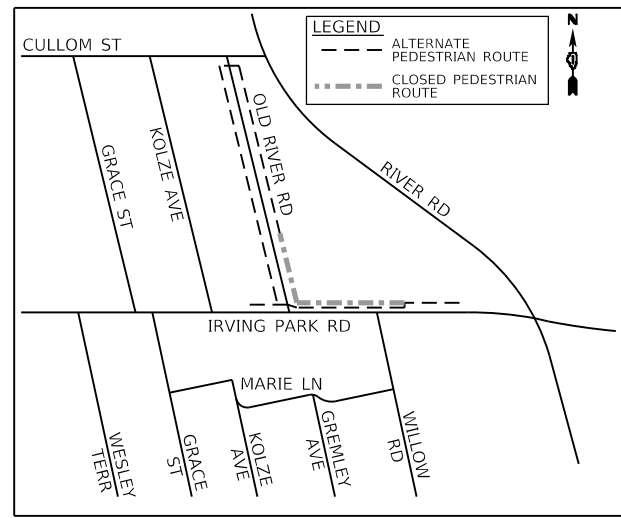 CULLOM ST
LEGEND
ALTERNATE
PEDESTRIAN ROUTE
CLOSED PEDESTRIAN
ROUTE
N
GRACE ST
KOLZE AVE
OLD RIVER RD
RIVER RD
IRVING PARK RD
MARIE LN
WESLEY
TERR
GRACE
ST
KOLZE
AVE
GREMLEY
AVE
WILLOW
RD